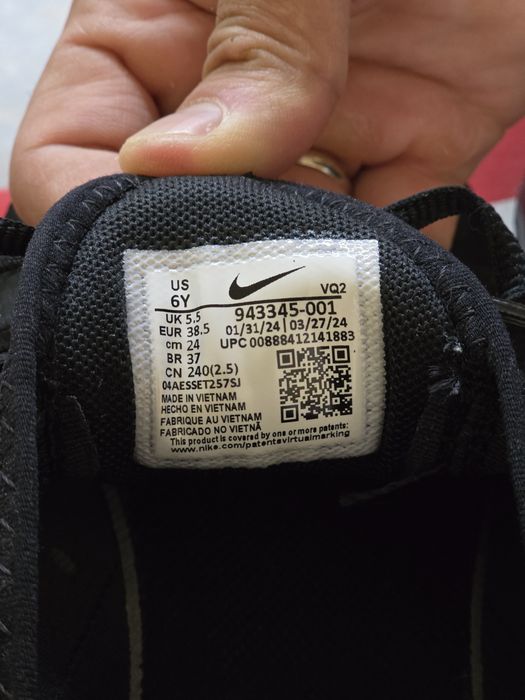 US
6Y
VQ2
UK 5.5
943345-001
EUR 38.5
01/31/24 | 03/27/24
cm 24
UPC 00888412141883
BR 37
CN 240(2.5)
04AESSET257SJ
MADE IN VIETNAM
HECHO EN VIETNAM
FABRIQUE AU VIETNAM
FABRICADO NO VIETNÃ
This product is covered by one or more patents:
www.nike.com/patentsvirtualmarking